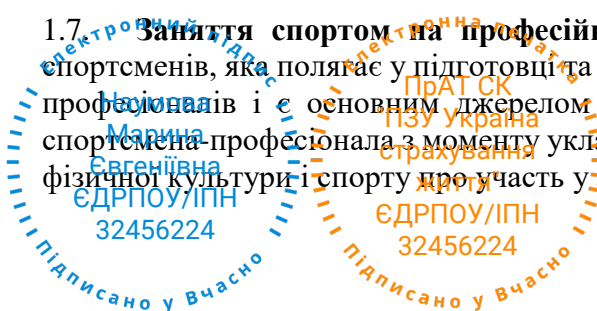 1.7. Заняття спортом на професійн
спортсменів, яка полягає у підготовці та
професіоналів і є основним джерелом
спортсмена-професіонала з моменту укла
фізичної культури і спорту про участь у
Електронний підпис
Наумова
Марина
Євгеніївна
ЄДРПОУ/ІПН
32456224
Підписано у Вчасно
Електронна печатка
ПрАТ СК
"ПЗУ Україна
страхування
життя"
ЄДРПОУ/ІПН
32456224
Підписано у Вчасно